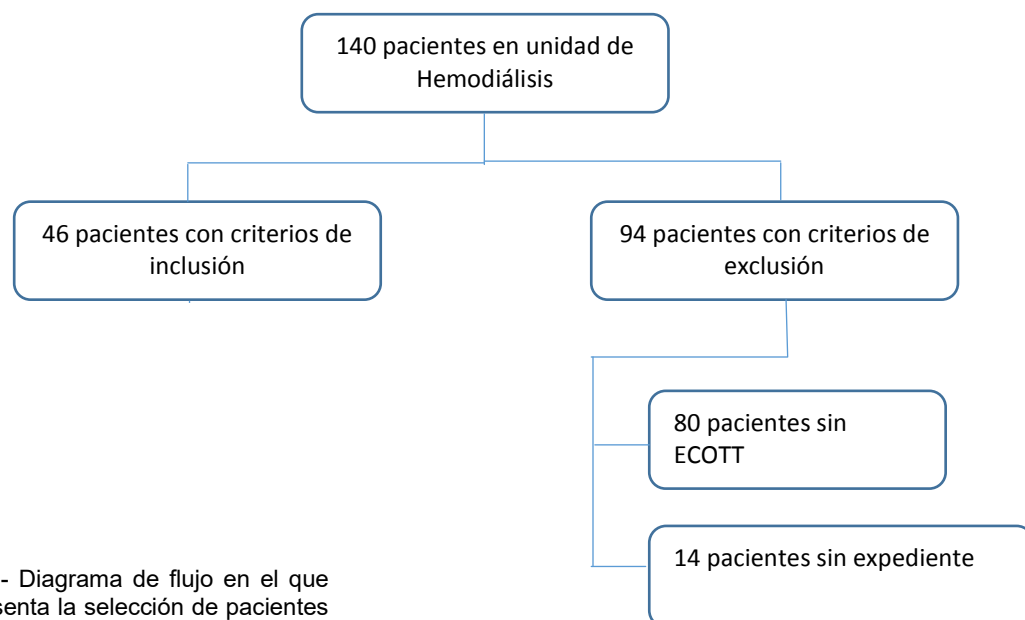 140 pacientes en unidad de
Hemodiálisis
46 pacientes con criterios de
inclusión
94 pacientes con criterios de
exclusión
80 pacientes sin
ECOTT
14 pacientes sin expediente
- Diagrama de flujo en el que
senta la selección de pacientes